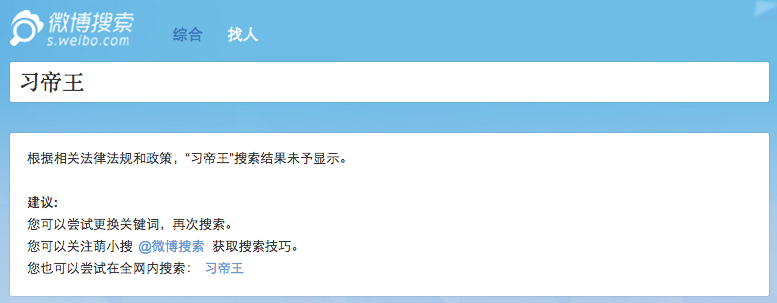 微博搜索
s.weibo.com
综合 找人
习帝王
根据相关法律法规和政策，“习帝王”搜索结果未予显示。
建议：
您可以尝试更换关键词，再次搜索。
您可以关注萌小搜 @微博搜索 获取搜索技巧。
您也可以尝试在全网内搜索： 习帝王